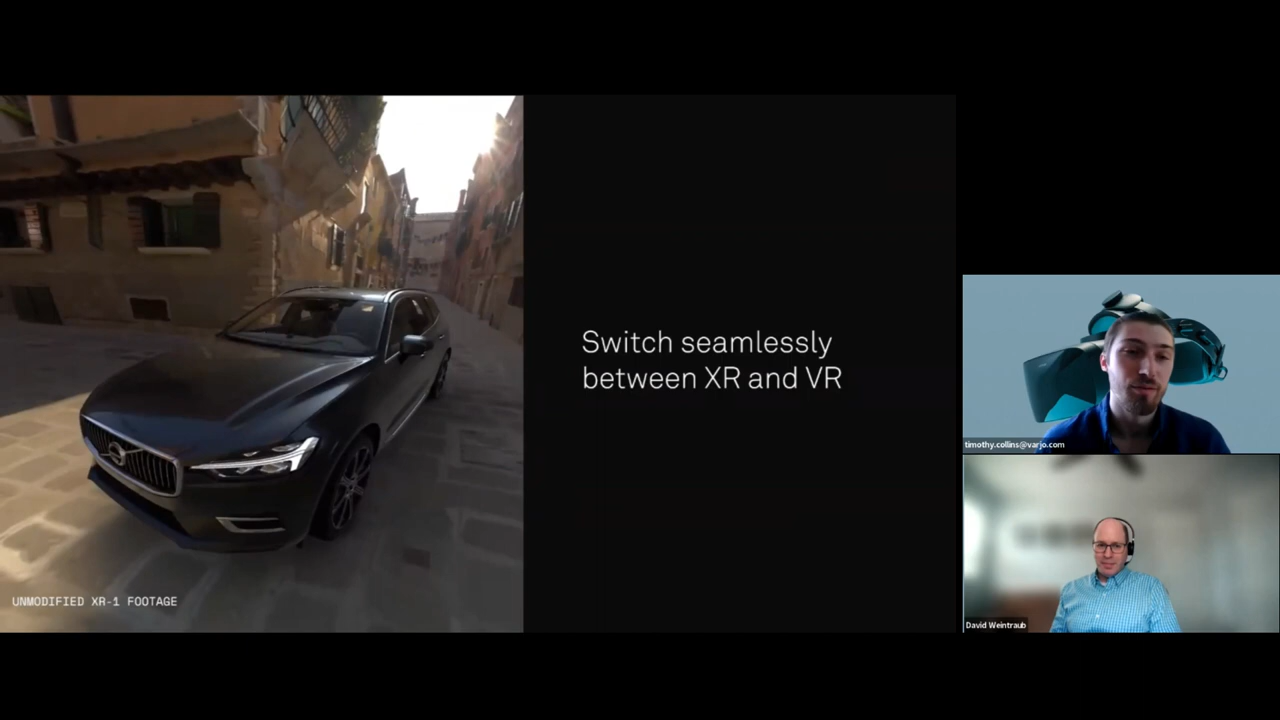 Switch seamlessly
between XR and VR
UNMODIFIED XR-1 FOOTAGE
timothy.collins@varjo.com
David Weintraub